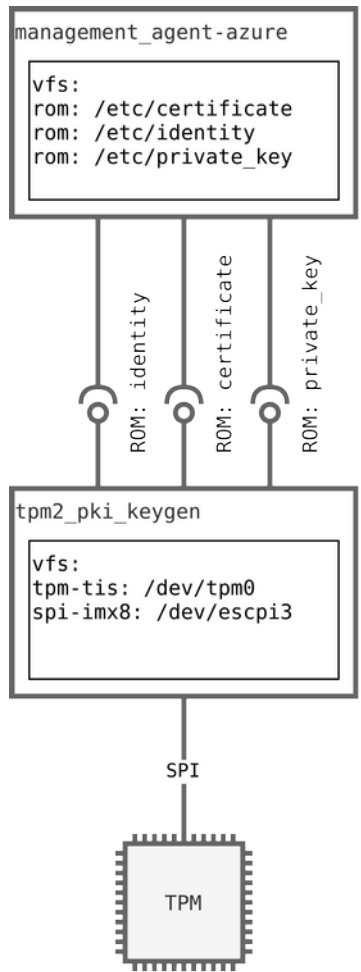 management_agent-azure
vfs:
rom: /etc/certificate
rom: /etc/identity
rom: /etc/private_key
ROM: identity
ROM: certificate
ROM: private_key
tpm2_pki_keygen
vfs:
tpm-tis: /dev/tpm0
spi-imx8: /dev/escpi3
SPI
TPM